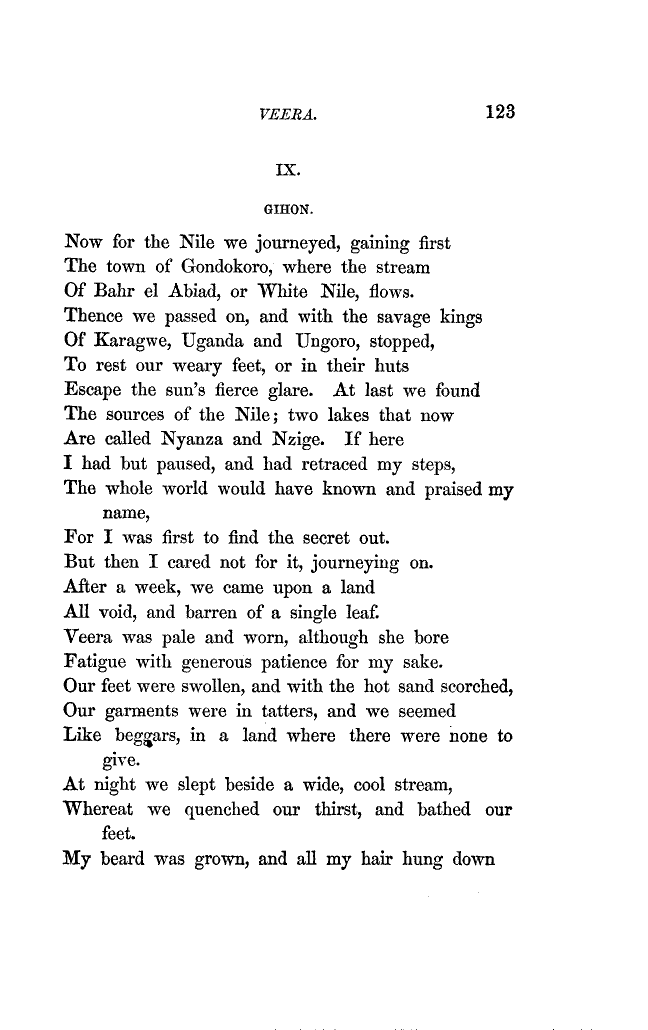 VEERA. 123
IX.
GIHON.
Now for the Nile we journeyed, gaining first
The town of Gondokoro, where the stream
Of Bahr el Abiad, or White Nile, flows.
Thence we passed on, and with the savage kings
Of Karagwe, Uganda and Ungoro, stopped,
To rest our weary feet, or in their huts
Escape the sun's fierce glare. At last we found
The sources of the Nile; two lakes that now
Are called Nyanza and Nzige. If here
I had but paused, and had retraced my steps,
The whole world would have known and praised my
name,
For I was first to find the secret out.
But then I cared not for it, journeying on.
After a week, we came upon a land
All void, and barren of a single leaf.
Veera was pale and worn, although she bore
Fatigue with generous patience for my sake.
Our feet were swollen, and with the hot sand scorched,
Our garments were in tatters, and we seemed
Like beggars, in a land where there were none to
give.
At night we slept beside a wide, cool stream,
Whereat we quenched our thirst, and bathed our
feet.
My beard was grown, and all my hair hung down